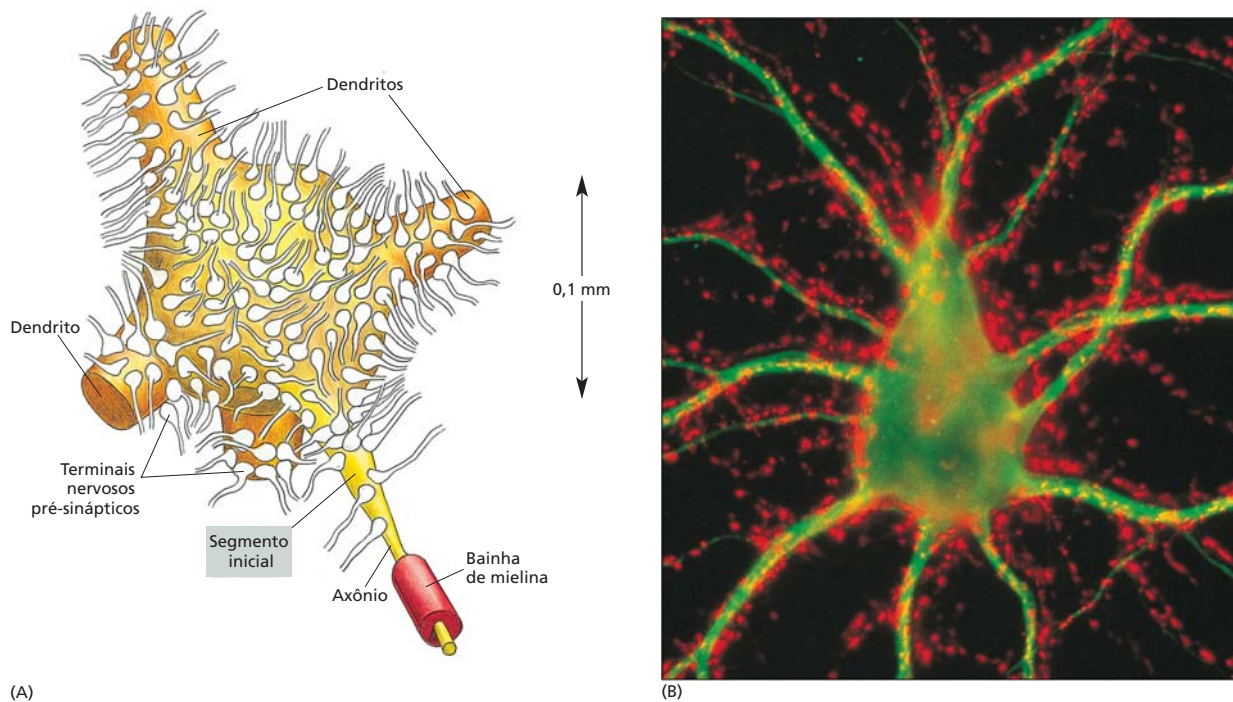 Dendritos
0,1 mm
Dendrito
Terminais
nervosos
pré-sinápticos
Segmento
inicial
Axônio
Bainha
de mielina
(A)
(B)